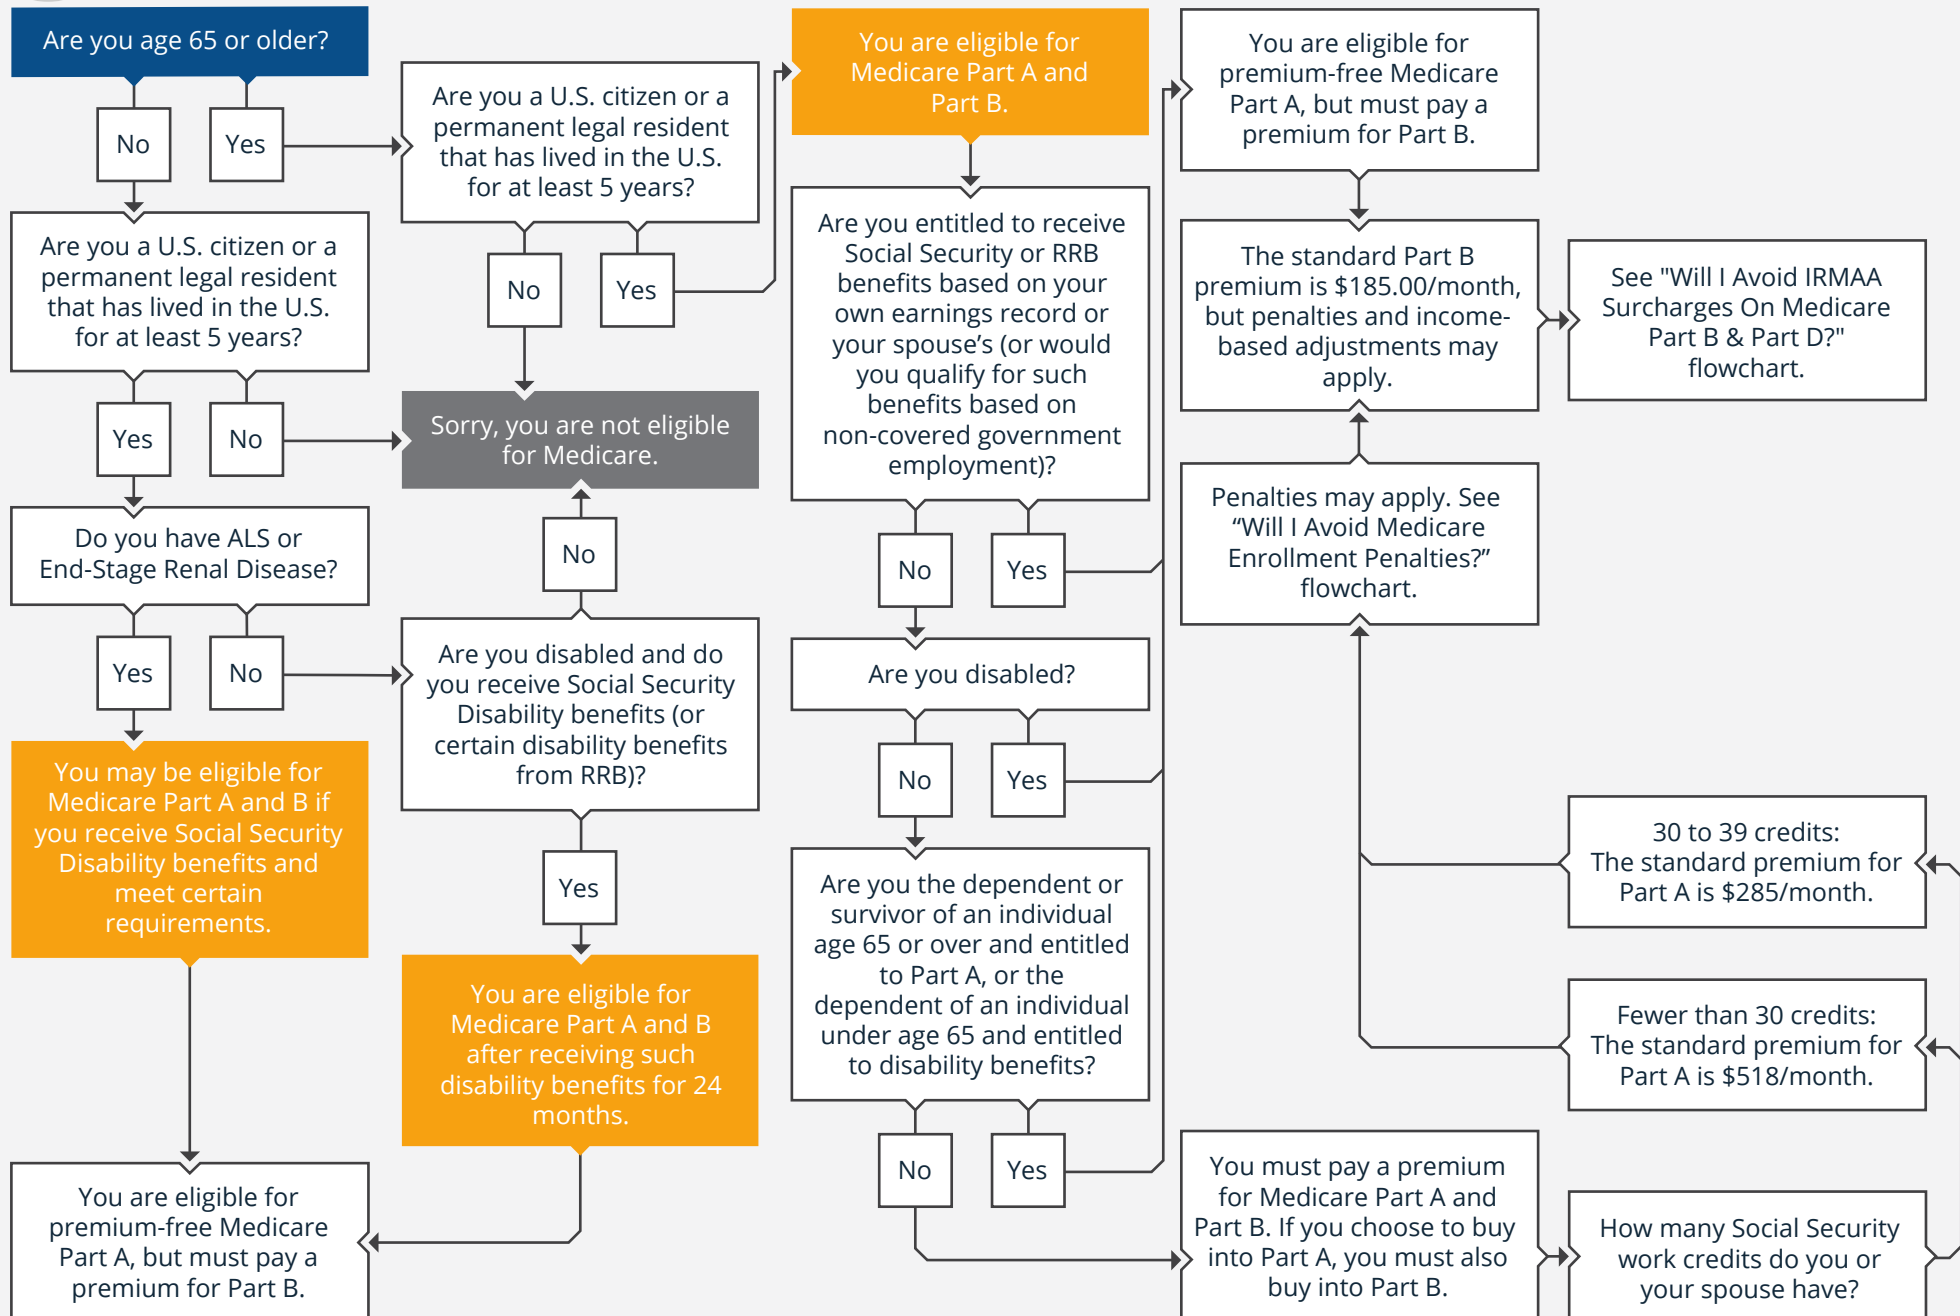 Are you age 65 or older?
No
Yes
Are you a U.S. citizen or a
permanent legal resident
that has lived in the U.S.
for at least 5 years?
Yes
No
Do you have ALS or
End-Stage Renal Disease?
Yes
No
You may be eligible for
Medicare Part A and B if
you receive Social Security
Disability benefits and
meet certain
requirements.
You are eligible for
premium-free Medicare
Part A, but must pay a
premium for Part B.
Are you a U.S. citizen or a
permanent legal resident
that has lived in the U.S.
for at least 5 years?
No
Yes
Sorry, you are not eligible
for Medicare.
No
Are you disabled and do
you receive Social Security
Disability benefits (or
certain disability benefits
from RRB)?
Yes
You are eligible for
Medicare Part A and B
after receiving such
disability benefits for 24
months.
You are eligible for
Medicare Part A and
Part B.
Are you entitled to receive
Social Security or RRB
benefits based on your
own earnings record or
your spouse’s (or would
you qualify for such
benefits based on
non-covered government
employment)?
No
Yes
Are you disabled?
No
Yes
Are you the dependent or
survivor of an individual
age 65 or over and entitled
to Part A, or the
dependent of an individual
under age 65 and entitled
to disability benefits?
No
Yes
You are eligible for
premium-free Medicare
Part A, but must pay a
premium for Part B.
The standard Part B
premium is $185.00/month,
but penalties and income-
based adjustments may
apply.
See "Will I Avoid IRMAA
Surcharges On Medicare
Part B & Part D?"
flowchart.
Penalties may apply. See
“Will I Avoid Medicare
Enrollment Penalties?”
flowchart.
30 to 39 credits:
The standard premium for
Part A is $285/month.
Fewer than 30 credits:
The standard premium for
Part A is $518/month.
You must pay a premium
for Medicare Part A and
Part B. If you choose to buy
into Part A, you must also
buy into Part B.
How many Social Security
work credits do you or
your spouse have?